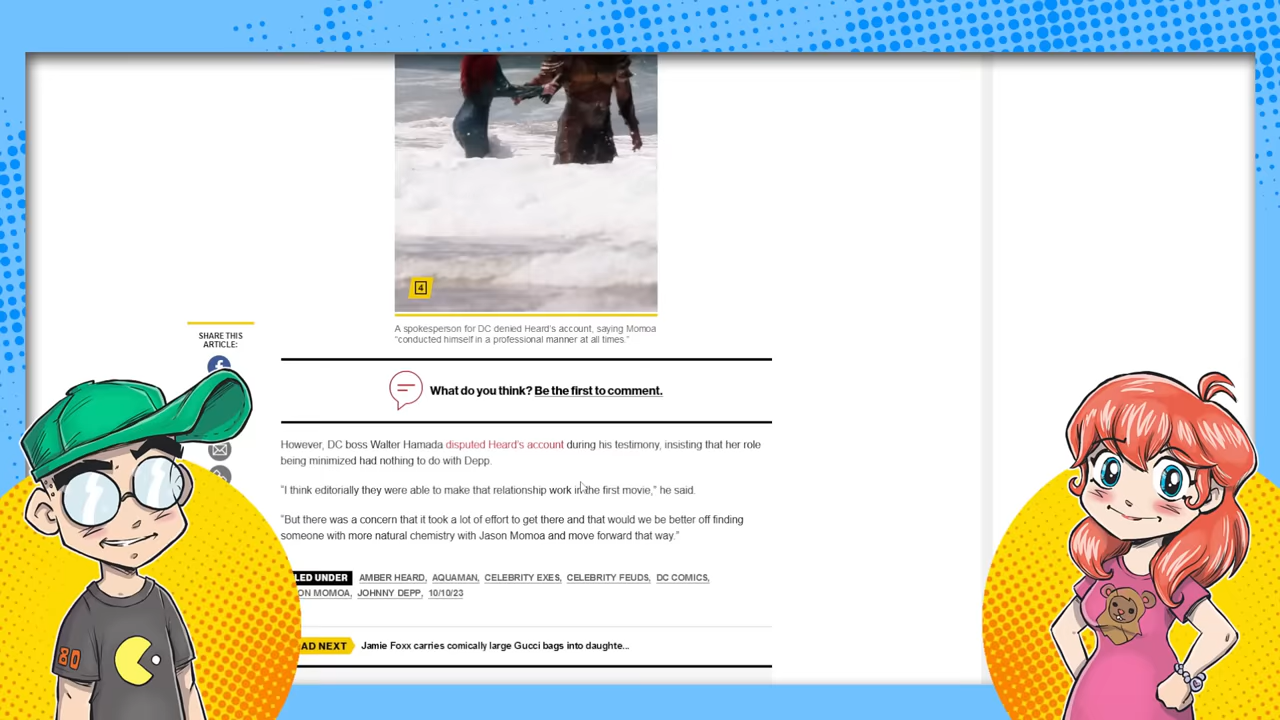 4
A spokesperson for DC denied Heard's account, saying Momoa
"conducted himself in a professional manner at all times."
SHARE THIS
ARTICLE:
What do you think? Be the first to comment.
However, DC boss Walter Hamada disputed Heard's account during his testimony, insisting that her role
being minimized had nothing to do with Depp.
"I think editorially they were able to make that relationship work in the first movie," he said.
"But there was a concern that it took a lot of effort to get there and that would we be better off finding
someone with more natural chemistry with Jason Momoa and move forward that way."
LED UNDER AMBER HEARD, AQUAMAN, CELEBRITY EXES, CELEBRITY FEUDS, DC COMICS,
ON MOMOA, JOHNNY DEPP, 10/10/23
AD NEXT Jamie Foxx carries comically large Gucci bags into daughte...
80